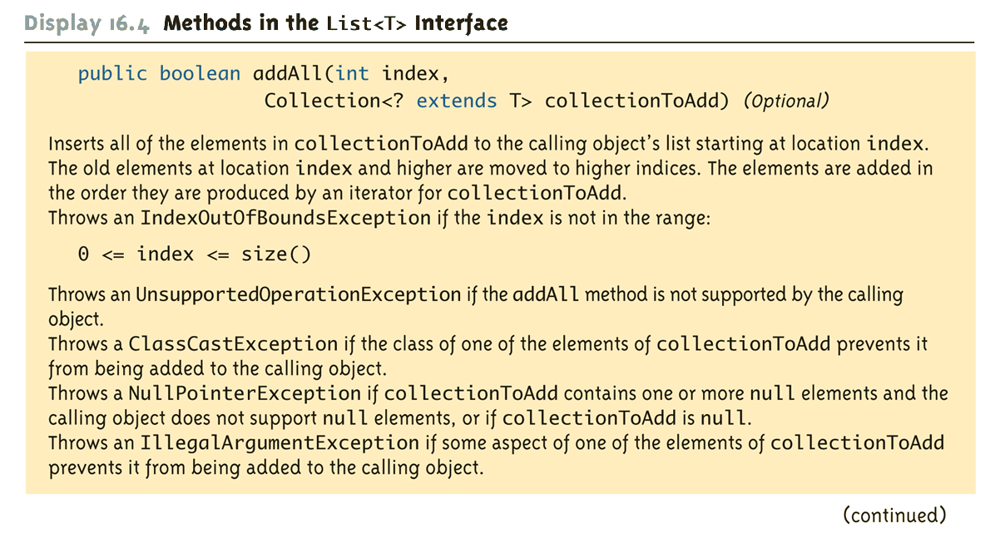 Display 16.4 Methods in the List<T> Interface
public boolean addAll(int index,
Collection<? extends T> collectionToAdd) (Optional)
Inserts all of the elements in collectionToAdd to the calling object’s list starting at location index.
The old elements at location index and higher are moved to higher indices. The elements are added in
the order they are produced by an iterator for collectionToAdd.
Throws an IndexOutOfBoundsException if the index is not in the range:
0 <= index <= size()
Throws an UnsupportedOperationException if the addAll method is not supported by the calling
object.
Throws a ClassCastException if the class of one of the elements of collectionToAdd prevents it
from being added to the calling object.
Throws a NullPointerException if collectionToAdd contains one or more null elements and the
calling object does not support null elements, or if collectionToAdd is null.
Throws an IllegalArgumentException if some aspect of one of the elements of collectionToAdd
prevents it from being added to the calling object.
(continued)